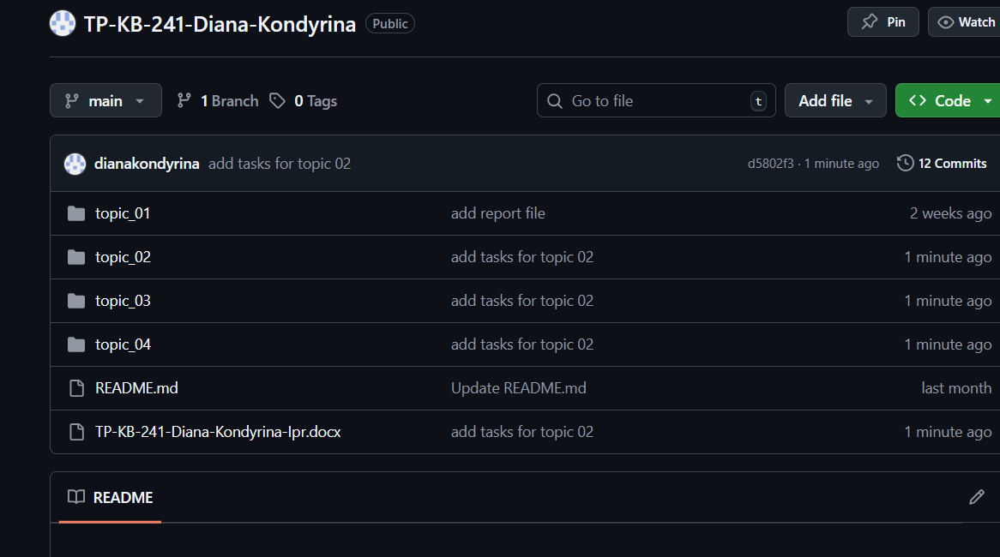 TP-KB-241-Diana-Kondyrina Public Pin Watch
main 1 Branch 0 Tags Go to file t Add file Code
dianakondyrina add tasks for topic 02 d5802f3 · 1 minute ago 12 Commits
topic_01 add report file 2 weeks ago
topic_02 add tasks for topic 02 1 minute ago
topic_03 add tasks for topic 02 1 minute ago
topic_04 add tasks for topic 02 1 minute ago
README.md Update README.md last month
TP-KB-241-Diana-Kondyrina-lpr.docx add tasks for topic 02 1 minute ago
README